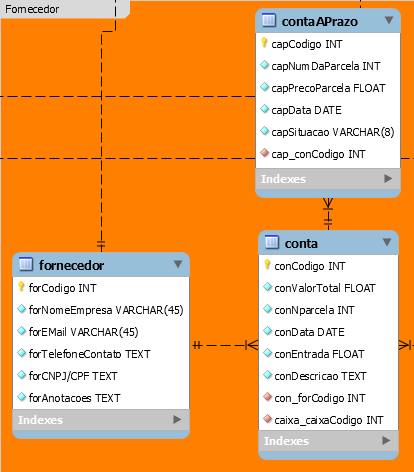 Fornecedor
contaAPrazo
capCodigo INT
capNumDaParcela INT
capPrecoParcela FLOAT
capData DATE
capSituacao VARCHAR(8)
cap_conCodigo INT
Indexes
fornecedor
forCodigo INT
forNomeEmpresa VARCHAR(45)
forEMail VARCHAR(45)
forTelefoneContato TEXT
forCNPJ/CPF TEXT
forAnotacoes TEXT
Indexes
conta
conCodigo INT
conValorTotal FLOAT
conNparcela INT
conData DATE
conEntrada FLOAT
conDescricao TEXT
con_forCodigo INT
caixa_caixaCodigo INT
Indexes